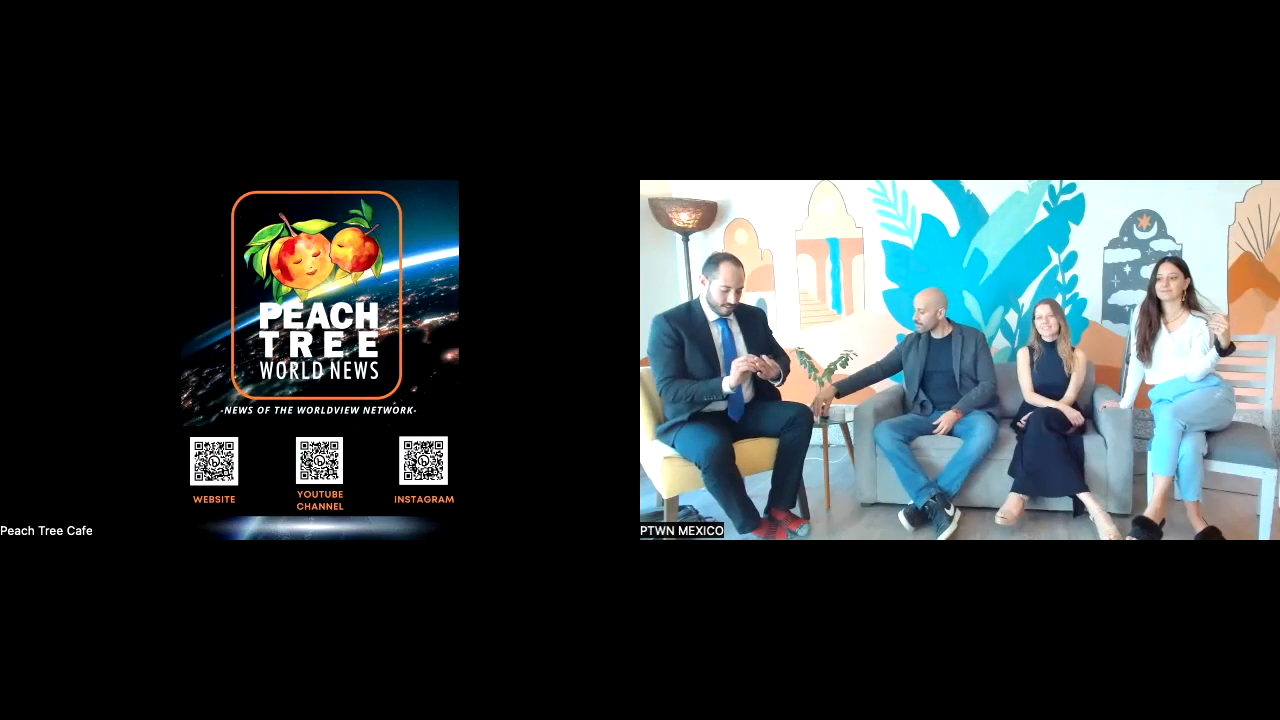 PEACH
TREE
WORLD NEWS
-NEWS OF THE WORLDVIEW NETWORK-
WEBSITE
YOUTUBE
CHANNEL
INSTAGRAM
Peach Tree Cafe
PTWN MEXICO